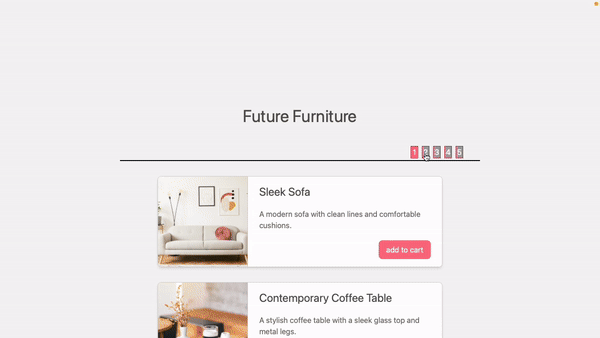 Future Furniture
1 2 3 4 5
Sleek Sofa
A modern sofa with clean lines and comfortable
cushions.
add to cart
Contemporary Coffee Table
A stylish coffee table with a sleek glass top and
metal legs.